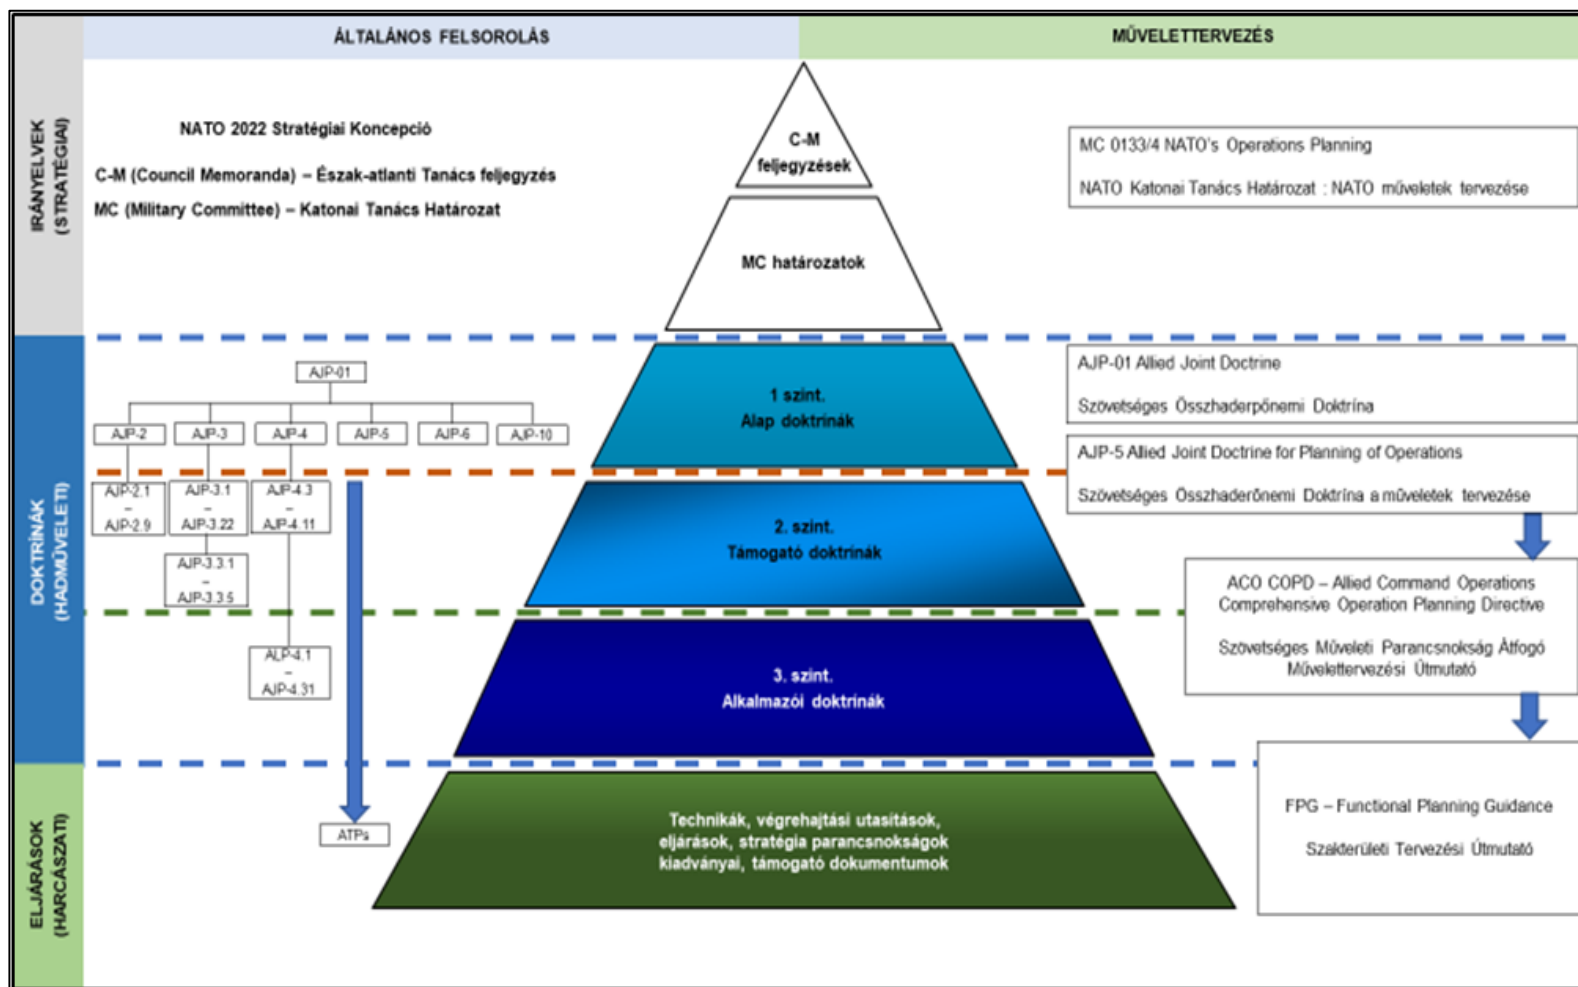 ÁLTALÁNOS FELSOROLÁS
MŰVELETTERVEZÉS
IRÁNYELVEK
(STRATÉGIAI)
NATO 2022 Stratégiai Koncepció
C-M (Council Memoranda) – Észak-atlanti Tanács feljegyzés
MC (Military Committee) – Katonai Tanács Határozat
C-M
feljegyzések
MC határozatok
MC 0133/4 NATO's Operations Planning
NATO Katonai Tanács Határozat : NATO műveletek tervezése
DOKTRÍNÁK
(HADMŰVELETI)
AJP-01
AJP-2
AJP-3
AJP-4
AJP-5
AJP-6
AJP-10
AJP-2.1
–
AJP-2.9
AJP-3.1
–
AJP-3.22
AJP-4.3
–
AJP-4.11
AJP-3.3.1
–
AJP-3.3.5
ALP-4.1
–
AJP-4.31
1 szint.
Alap doktrínák
2. szint.
Támogató doktrínák
3. szint.
Alkalmazói doktrínák
AJP-01 Allied Joint Doctrine
Szövetséges Összhaderpőnemi Doktrína
AJP-5 Allied Joint Doctrine for Planning of Operations
Szövetséges Összhaderőnemi Doktrína a műveletek tervezése
ACO COPD – Allied Command Operations
Comprehensive Operation Planning Directive
Szövetséges Műveleti Parancsnokság Átfogó
Művelettervezési Útmutató
ELJÁRÁSOK
(HARCÁSZATI)
ATPs
Technikák, végrehajtási utasítások,
eljárások, stratégia parancsnokságok
kiadványai, támogató dokumentumok
FPG – Functional Planning Guidance
Szakterületi Tervezési Útmutató